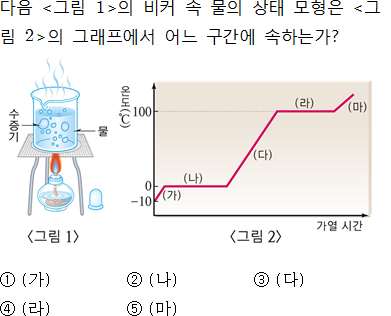 다음 <그림 1>의 비커 속 물의 상태 모형은 <그
림 2>의 그래프에서 어느 구간에 속하는가?
수증기
물
<그림 1>
온도(℃)
100
0
-10
(가)
(나)
(다)
(라)
(마)
가열 시간
<그림 2>
① (가) ② (나) ③ (다)
④ (라) ⑤ (마)